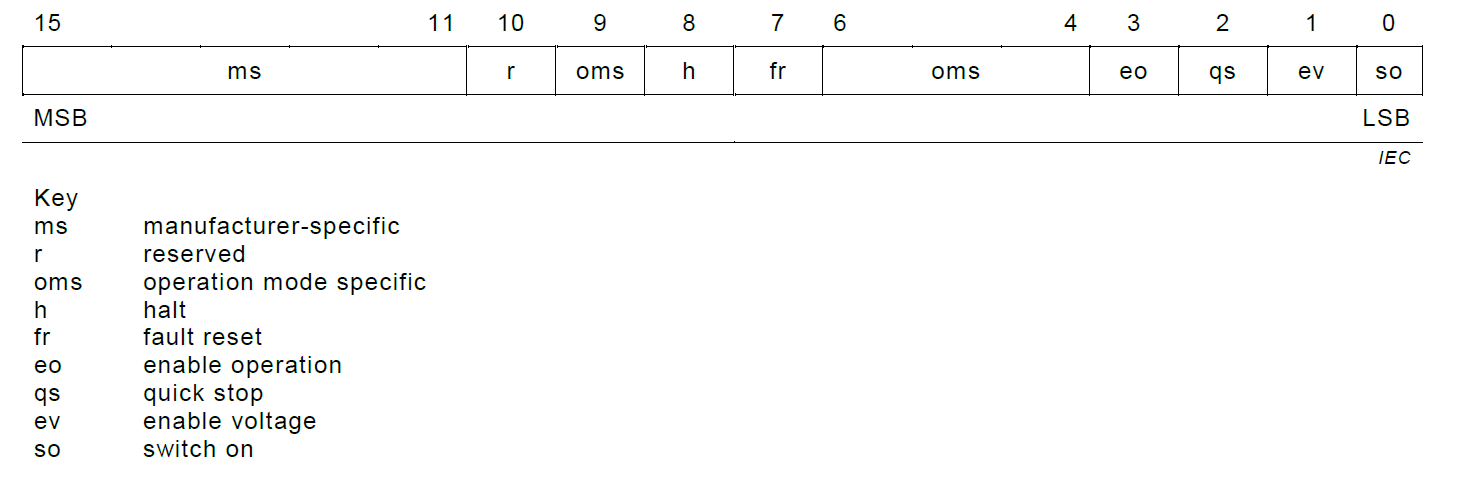 15 11 10 9 8 7 6 4 3 2 1 0
ms r oms h fr oms eo qs ev so
MSB LSB
IEC
Key
ms manufacturer-specific
r reserved
oms operation mode specific
h halt
fr fault reset
eo enable operation
qs quick stop
ev enable voltage
so switch on